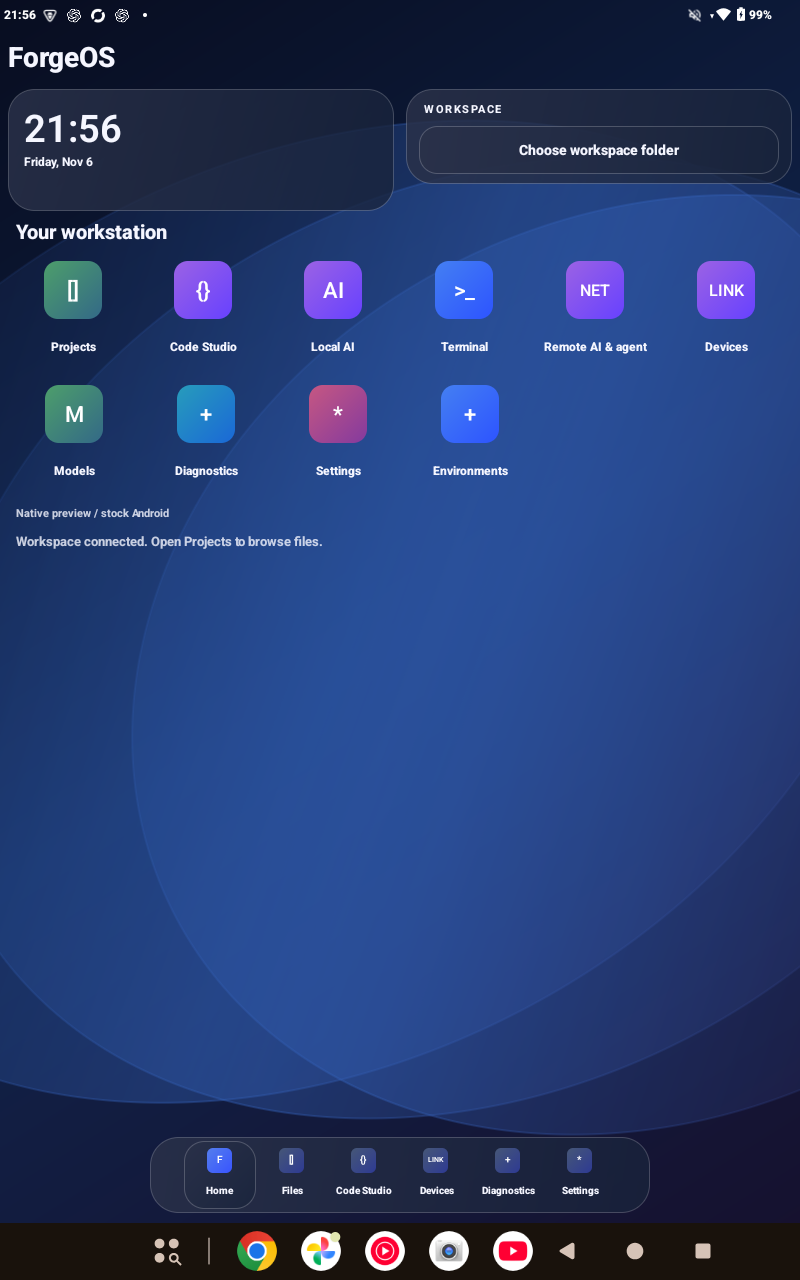 21:56
99%
ForgeOS
21:56
Friday, Nov 6
WORKSPACE
Choose workspace folder
Your workstation
[] {} AI >_ NET LINK
Projects Code Studio Local AI Terminal Remote AI & agent Devices
M + * +
Models Diagnostics Settings Environments
Native preview / stock Android
Workspace connected. Open Projects to browse files.
F [] {} LINK + *
Home Files Code Studio Devices Diagnostics Settings